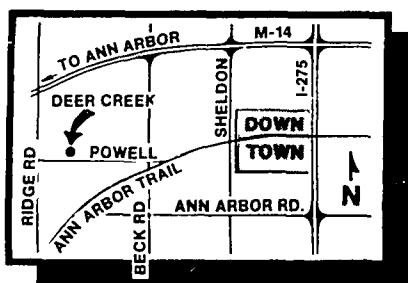 M-14
TO ANN ARBOR
DEER CREEK
SHELDON
I-275
DOWN
TOWN
POWELL
RIDGE RD
ANN ARBOR TRAIL
BECK RD
ANN ARBOR RD.
N